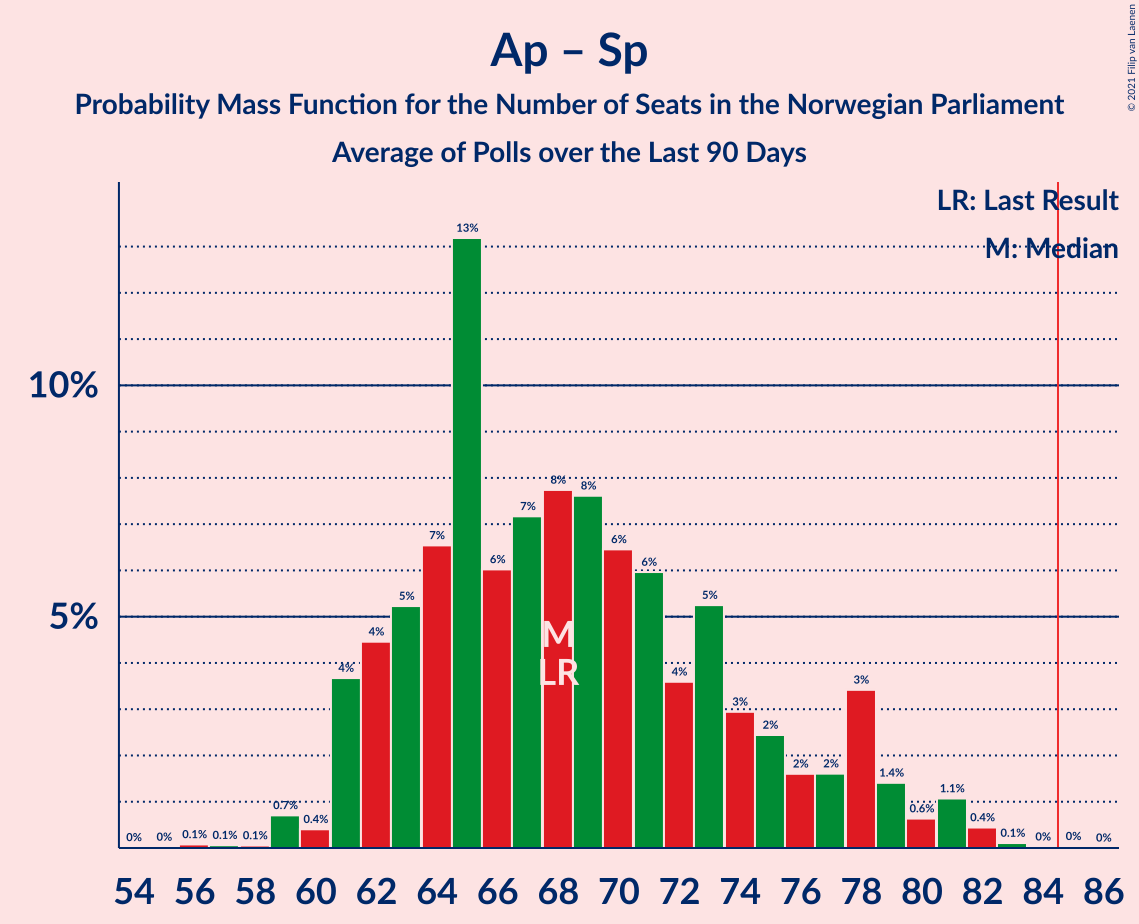 Ap – Sp
Probability Mass Function for the Number of Seats in the Norwegian Parliament
Average of Polls over the Last 90 Days
© 2021 Filip van Laenen
LR: Last Result
M: Median
10%
5%
0% 0% 0.1% 0.1% 0.1% 0.7% 0.4% 4% 4% 5% 7% 13% 6% 7% 8% 8% 6% 6% 4% 5% 3% 2% 2% 2% 3% 1.4% 0.6% 1.1% 0.4% 0.1% 0% 0% 0%
M
LR
54 56 58 60 62 64 66 68 70 72 74 76 78 80 82 84 86